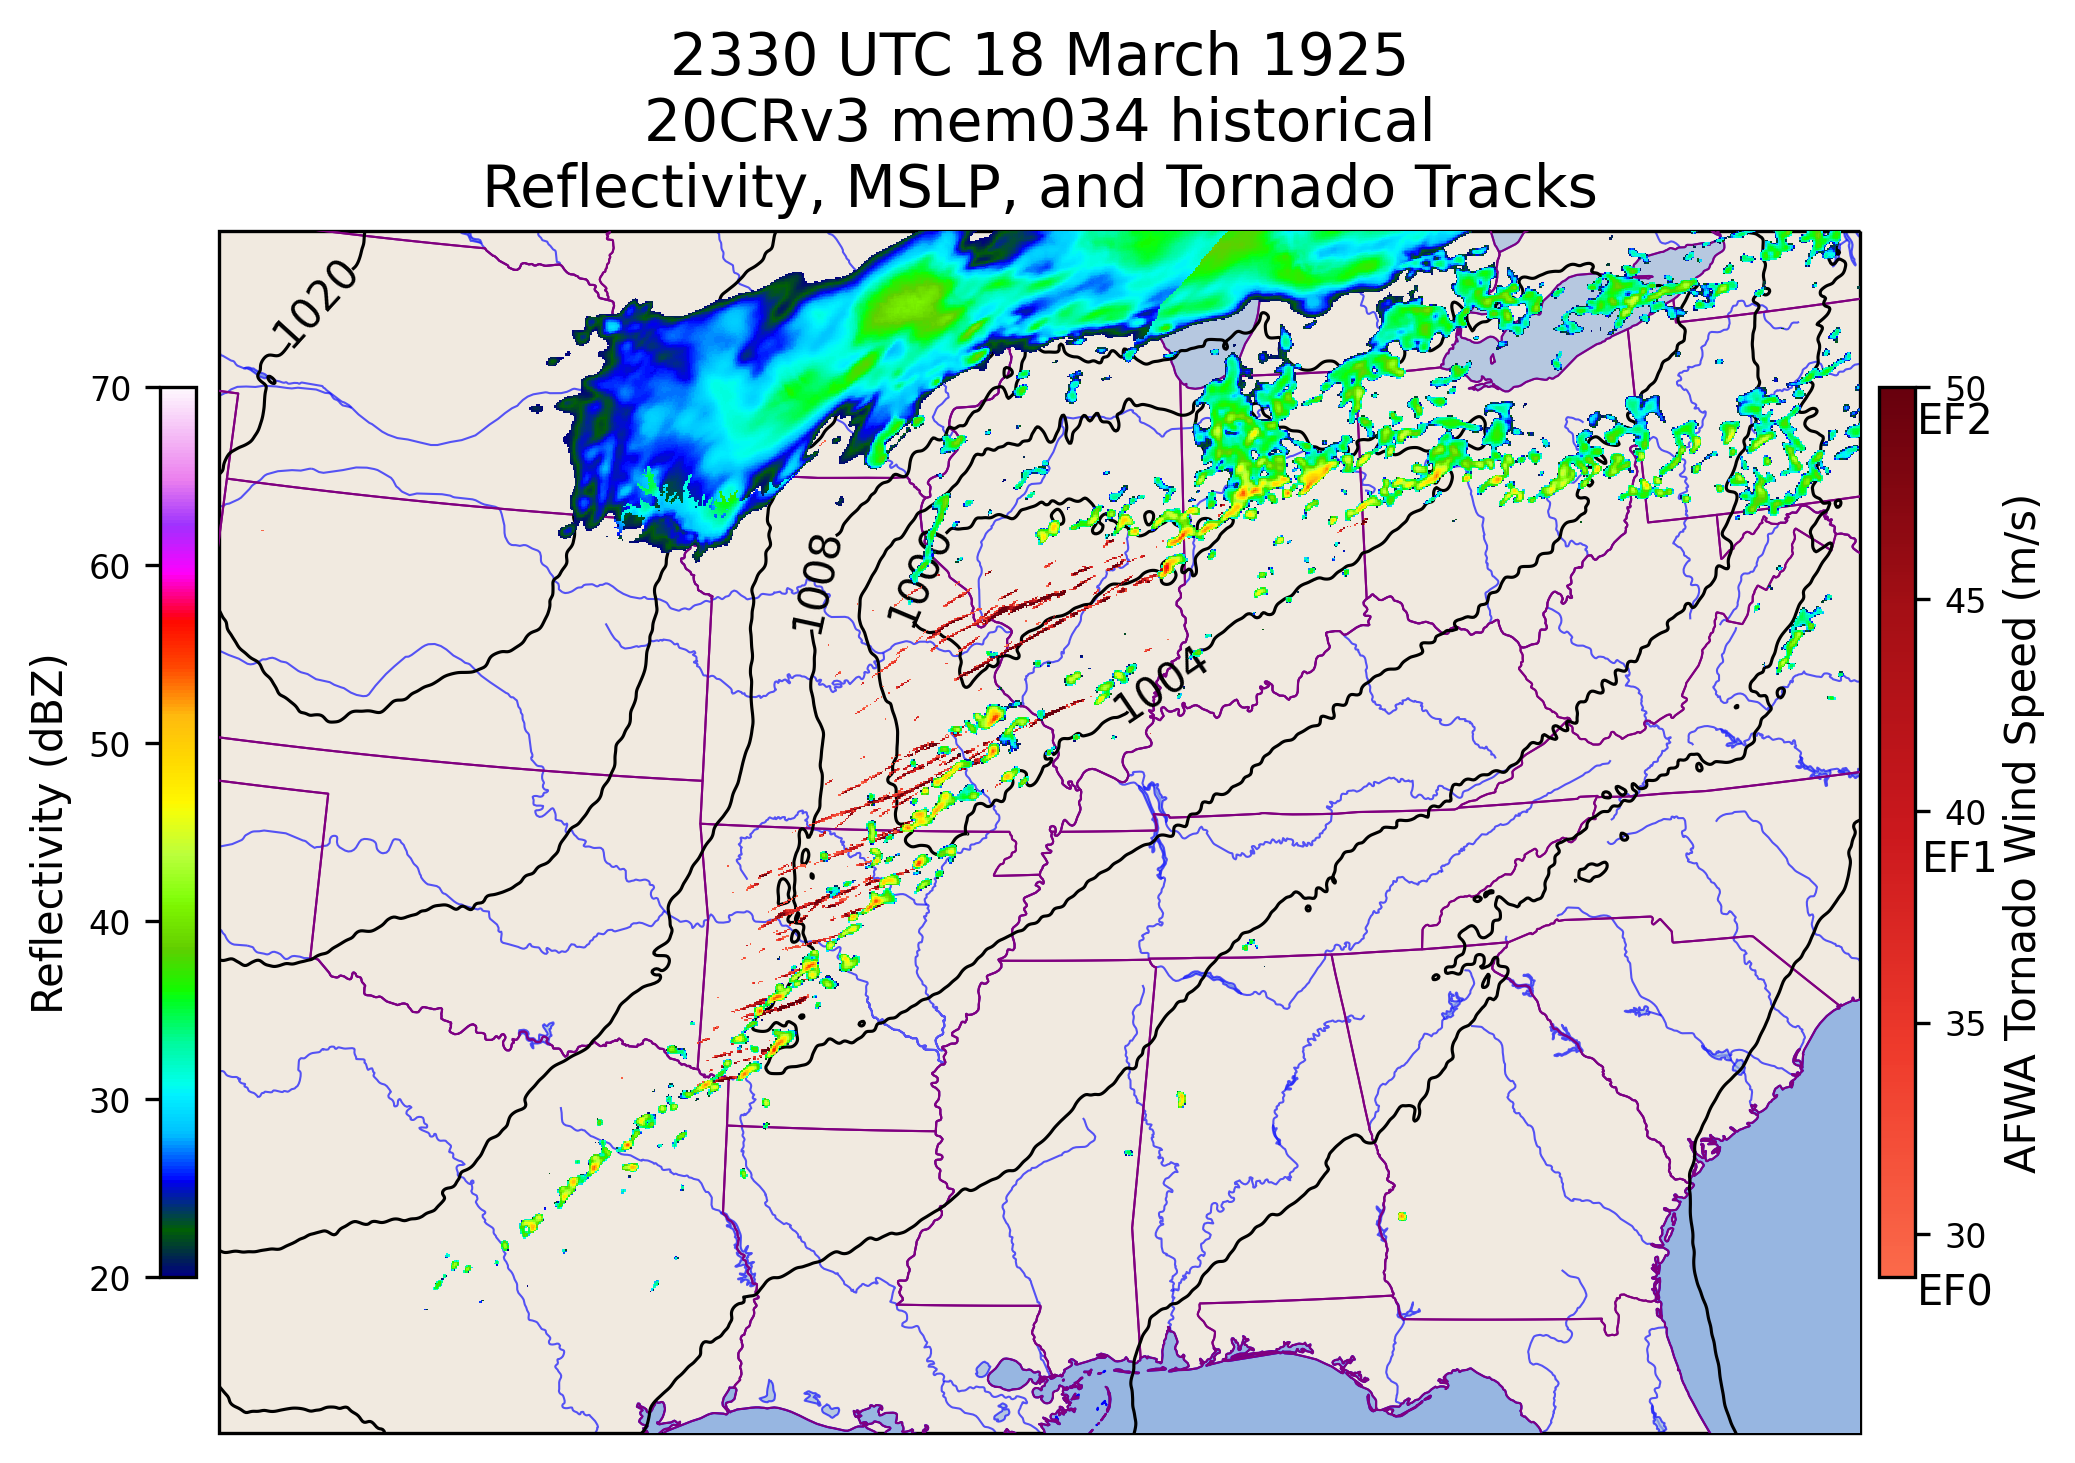 2330 UTC 18 March 1925
20CRv3 mem034 historical
Reflectivity, MSLP, and Tornado Tracks
Reflectivity (dBZ)
70
60
50
40
30
20
1020
1008
1000
1004
50
EF2
45
40
EF1
35
30
EF0
AFWA Tornado Wind Speed (m/s)